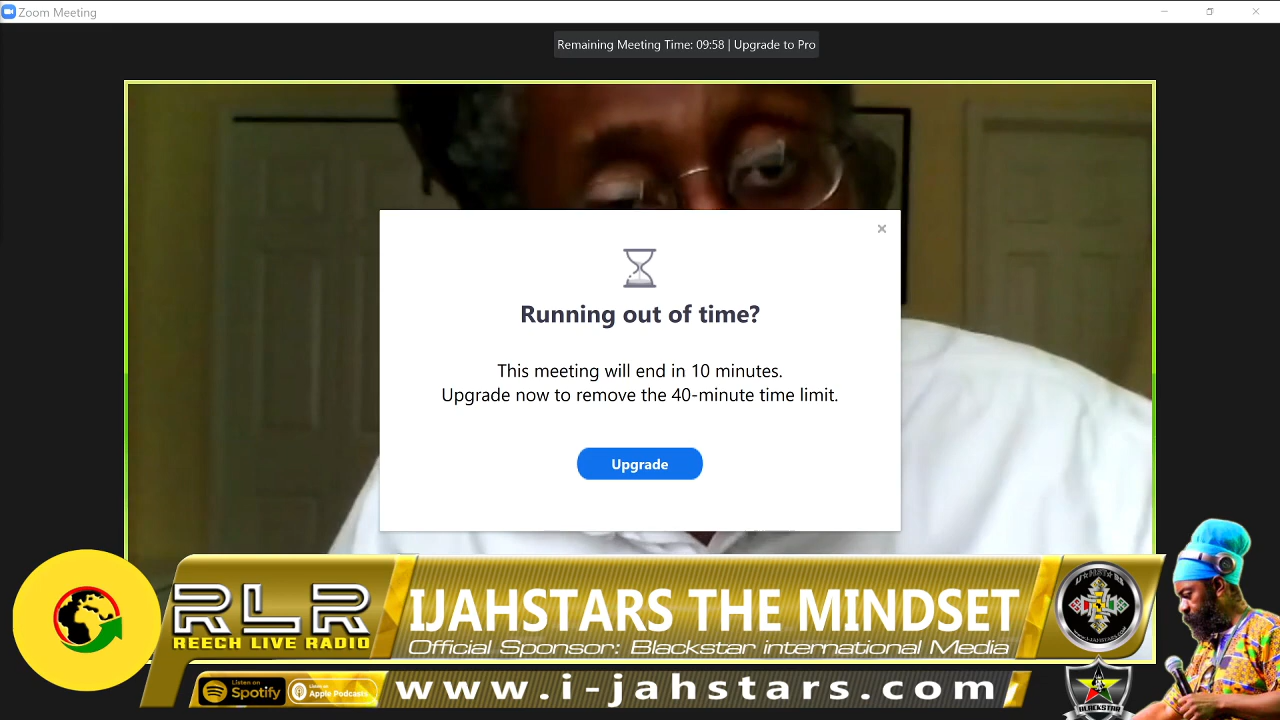 Zoom Meeting
Remaining Meeting Time: 09:58 | Upgrade to Pro
Running out of time?
This meeting will end in 10 minutes.
Upgrade now to remove the 40-minute time limit.
Upgrade
RLR
REECH LIVE RADIO
IJAHSTARS THE MINDSET
Official Sponsor: Blackstar international Media
Listen on
Spotify
Listen on
Apple Podcasts
www.i-jahstars.com
BLACKSTAR